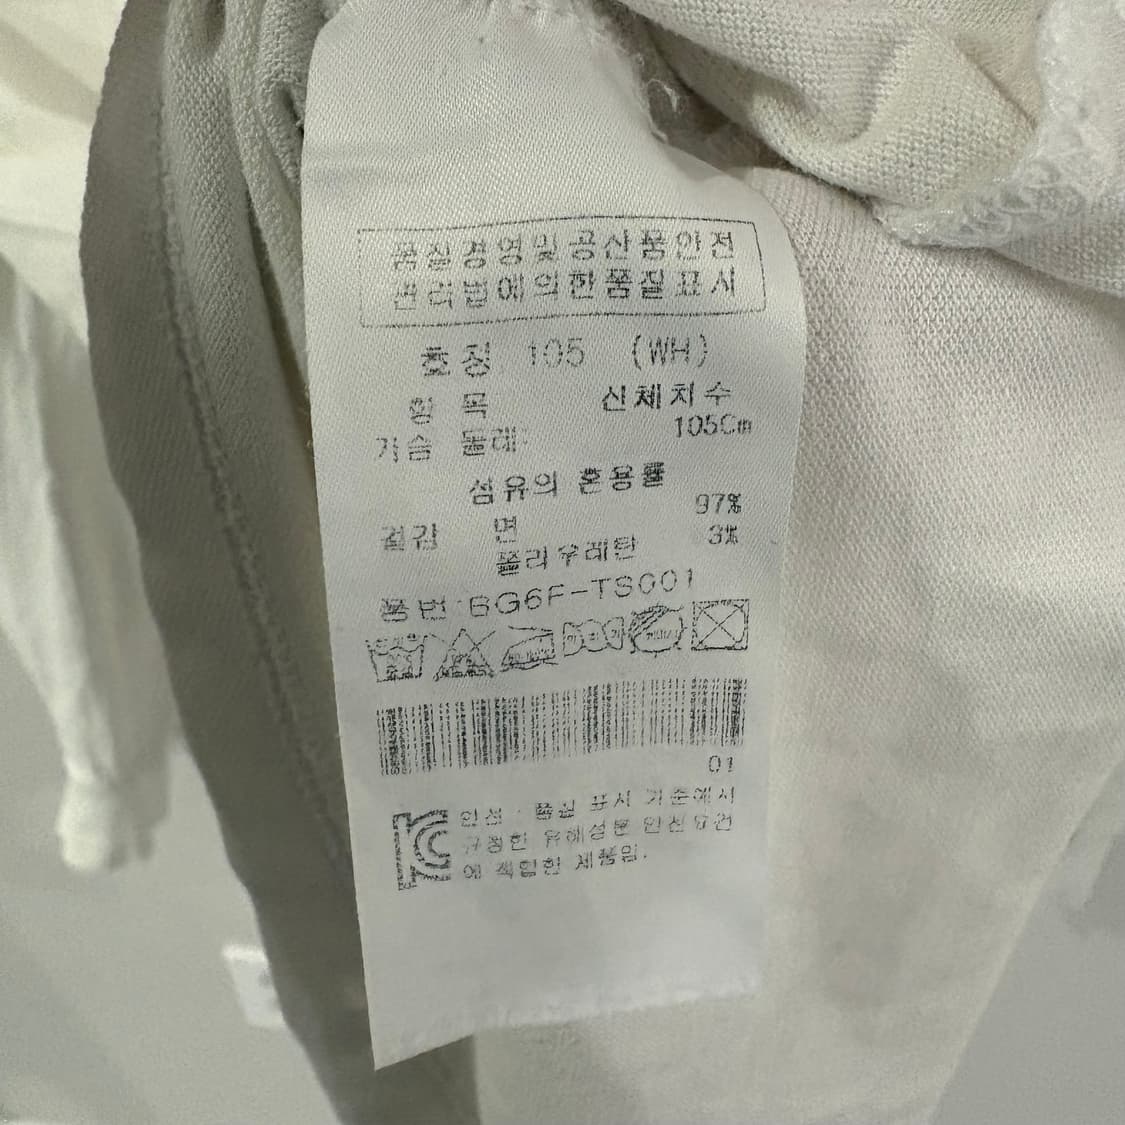 품질경영및공산품안전
관리법에의한품질표시
호칭 105 (WH)
항 목 신체치수
가슴 둘레: 105Cm
섬유의 혼용률
겉감 면 97%
폴리우레탄 3%
품번:BG6F-TS001
01
KC
안전·품질 표시 기준에서
규정한 유해성분 안전요건
에 적합한 제품임.